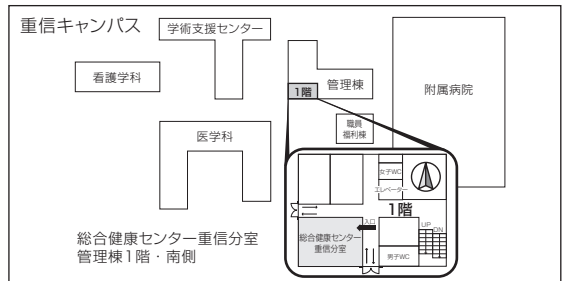 重信キャンパス
学術支援センター
看護学科
1階
管理棟
附属病院
職員
福利棟
医学科
女子WC
エレベーター
1階
入口
UP
DN
総合健康センター
重信分室
男子WC
総合健康センター重信分室
管理棟1階・南側